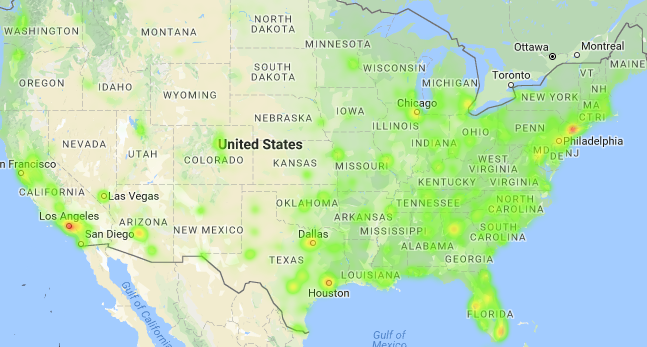 WASHINGTON
MONTANA
NORTH
DAKOTA
MINNESOTA
Ottawa
Montreal
MAINE
OREGON
IDAHO
WYOMING
SOUTH
DAKOTA
WISCONSIN
MICHIGAN
Toronto
VT
NH
NEW YORK
MA
CT RI
NEBRASKA
IOWA
Chicago
ILLINOIS
INDIANA
OHIO
PENN
Philadelphia
MD
DE
NJ
NEVADA
UTAH
COLORADO
United States
KANSAS
MISSOURI
WEST
VIRGINIA
KENTUCKY
VIRGINIA
n Francisco
CALIFORNIA
Las Vegas
Los Angeles
San Diego
ARIZONA
NEW MEXICO
OKLAHOMA
ARKANSAS
TENNESSEE
NORTH
CAROLINA
SOUTH
CAROLINA
MISSISSIPPI
ALABAMA
GEORGIA
Dallas
TEXAS
LOUISIANA
Houston
FLORIDA
Gulf of California
Gulf of
Mexico